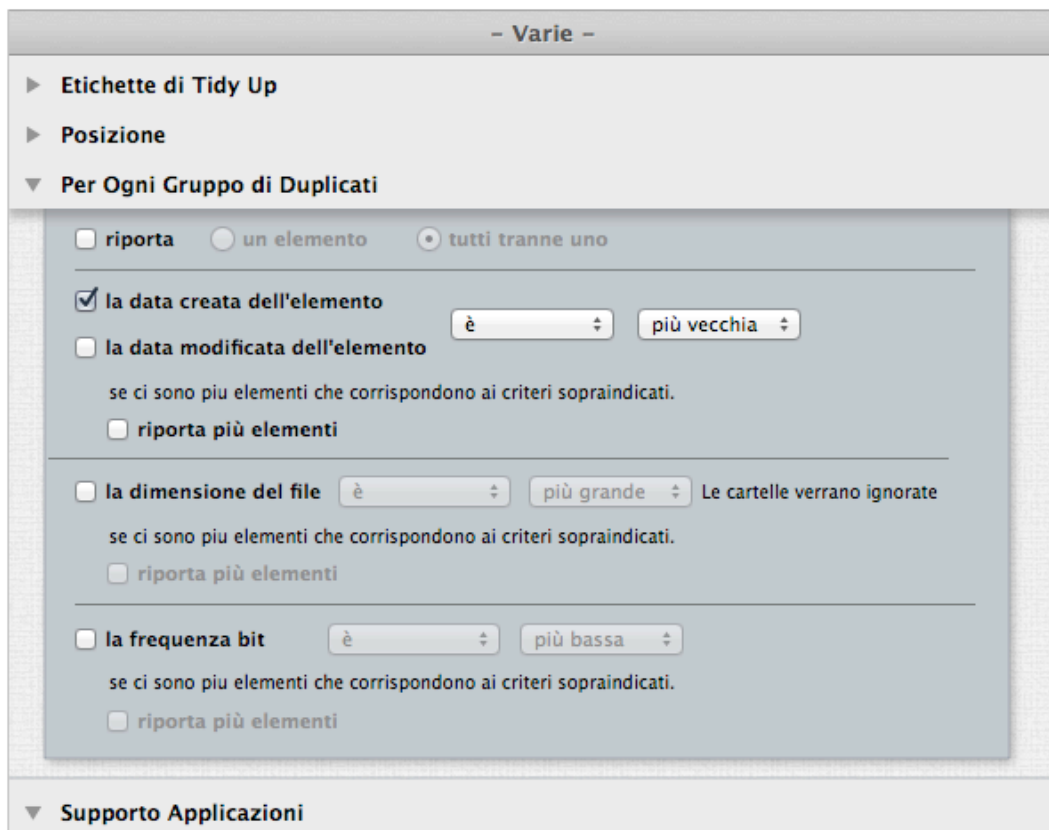 – Varie –
Etichette di Tidy Up
Posizione
Per Ogni Gruppo di Duplicati
riporta un elemento tutti tranne uno
la data creata dell'elemento
è più vecchia
la data modificata dell'elemento
se ci sono piu elementi che corrispondono ai criteri sopraindicati.
riporta più elementi
la dimensione del file è più grande Le cartelle verrano ignorate
se ci sono piu elementi che corrispondono ai criteri sopraindicati.
riporta più elementi
la frequenza bit è più bassa
se ci sono piu elementi che corrispondono ai criteri sopraindicati.
riporta più elementi
Supporto Applicazioni